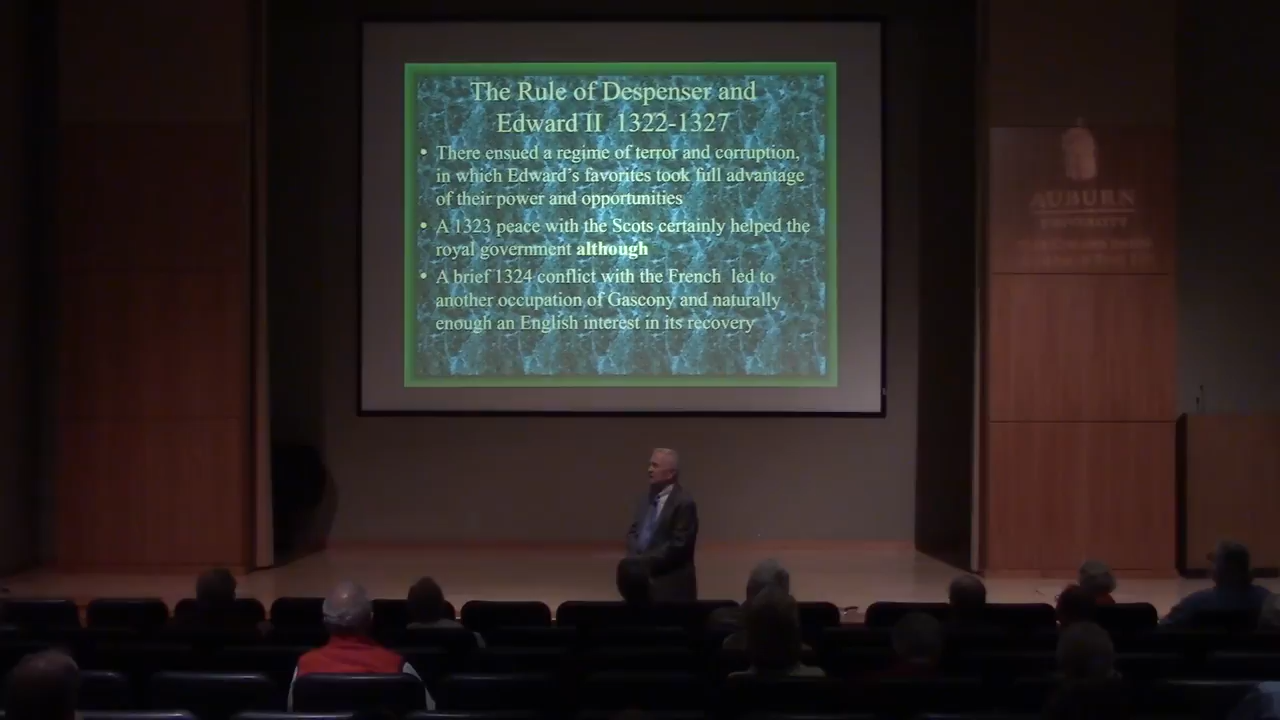 The Rule of Despenser and
Edward II 1322-1327
• There ensued a regime of terror and corruption,
in which Edward's favorites took full advantage
of their power and opportunities
• A 1323 peace with the Scots certainly helped the
royal government although
• A brief 1324 conflict with the French led to
another occupation of Gascony and naturally
enough an English interest in its recovery
AUBURN
UNIVERSITY